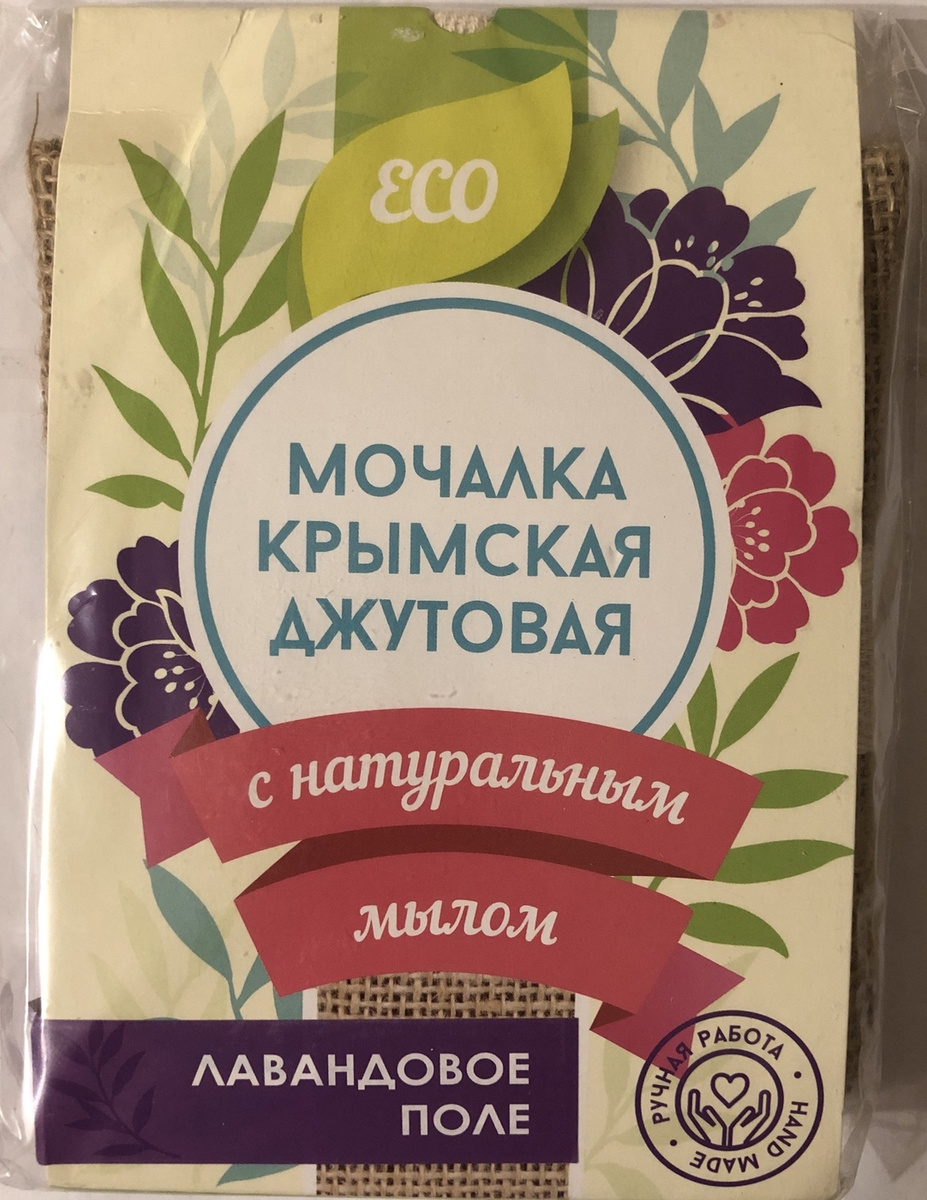 ECO
МОЧАЛКА
КРЫМСКАЯ
ДЖУТОВАЯ
с натуральным
мылом
ЛАВАНДОВОЕ
ПОЛЕ
РУЧНАЯ РАБОТА
HAND MADE